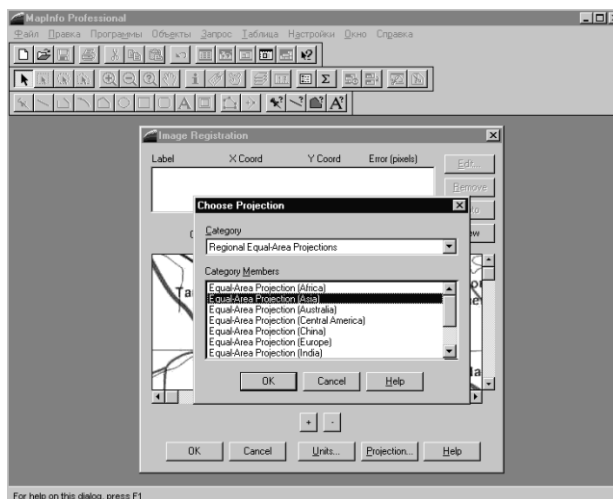 MapInfo Professional
Файл Правка Программы Объекты Запрос Таблица Настройки Окно Справка
Image Registration
Label X Coord Y Coord Error (pixels)
Edit...
Remove
Choose Projection
Category
Regional Equal-Area Projections
Category Members
Equal-Area Projection (Africa)
Equal-Area Projection (Asia)
Equal-Area Projection (Australia)
Equal-Area Projection (Central America)
Equal-Area Projection (China)
Equal-Area Projection (Europe)
Equal-Area Projection (India)
OK Cancel Help
+ -
OK Cancel Units... Projection... Help
For help on this dialog, press F1